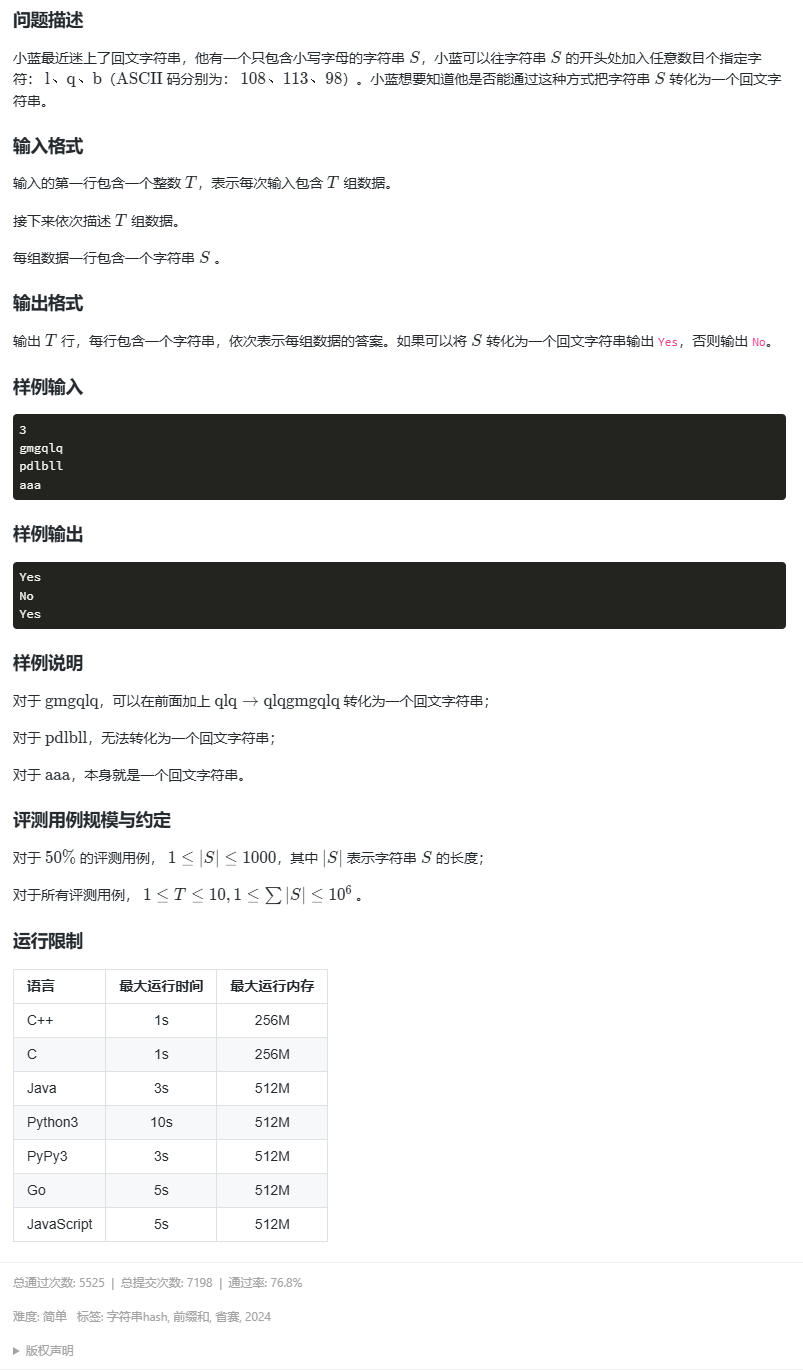 问题描述
小蓝最近迷上了回文字符串，他有一个只包含小写字母的字符串 S，小蓝可以往字符串 S 的开头处加入任意数目个指定字
符： l、q、b（ASCII 码分别为： 108、113、98）。小蓝想要知道他是否能通过这种方式把字符串 S 转化为一个回文字
符串。
输入格式
输入的第一行包含一个整数 T，表示每次输入包含 T 组数据。
接下来依次描述 T 组数据。
每组数据一行包含一个字符串 S 。
输出格式
输出 T 行，每行包含一个字符串，依次表示每组数据的答案。如果可以将 S 转化为一个回文字符串输出 Yes，否则输出 No。
样例输入
3
gmgqlq
pdlbll
aaa
样例输出
Yes
No
Yes
样例说明
对于 gmgqlq，可以在前面加上 qlq → qlqgmgqlq 转化为一个回文字符串；
对于 pdlbll，无法转化为一个回文字符串；
对于 aaa，本身就是一个回文字符串。
评测用例规模与约定
对于 50% 的评测用例， 1 ≤ |S| ≤ 1000，其中 |S| 表示字符串 S 的长度；
对于所有评测用例， 1 ≤ T ≤ 10, 1 ≤ ∑ |S| ≤ 10⁶ 。
运行限制
语言 最大运行时间 最大运行内存
C++ 1s 256M
C 1s 256M
Java 3s 512M
Python3 10s 512M
PyPy3 3s 512M
Go 5s 512M
JavaScript 5s 512M
总通过次数: 5525 | 总提交次数: 7198 | 通过率: 76.8%
难度: 简单 标签: 字符串hash, 前缀和, 省赛, 2024
▶ 版权声明